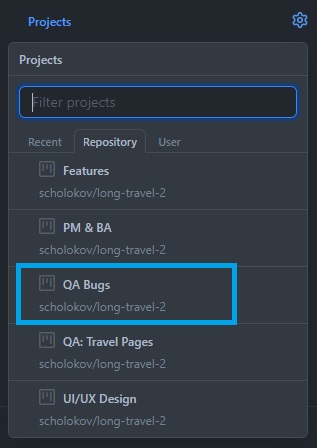 Projects
Projects
Filter projects
Recent Repository User
Features
scholokov/long-travel-2
PM & BA
scholokov/long-travel-2
QA Bugs
scholokov/long-travel-2
QA: Travel Pages
scholokov/long-travel-2
UI/UX Design
scholokov/long-travel-2